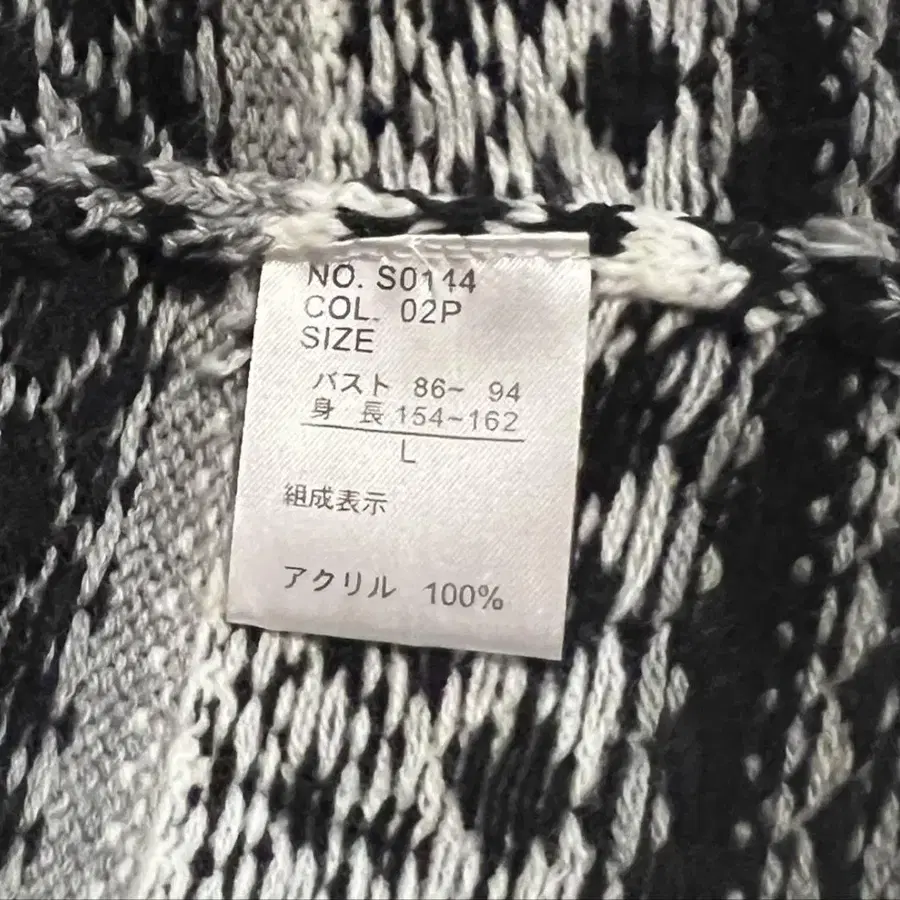 NO. S0144
COL. 02P
SIZE
バスト 86~ 94
身 長 154~162
L
組成表示
アクリル 100%